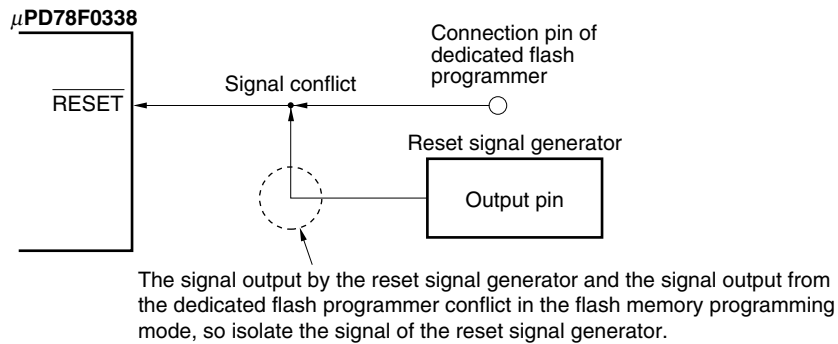 μPD78F0338
Connection pin of
dedicated flash
programmer
Signal conflict
RESET
Reset signal generator
Output pin
The signal output by the reset signal generator and the signal output from
the dedicated flash programmer conflict in the flash memory programming
mode, so isolate the signal of the reset signal generator.